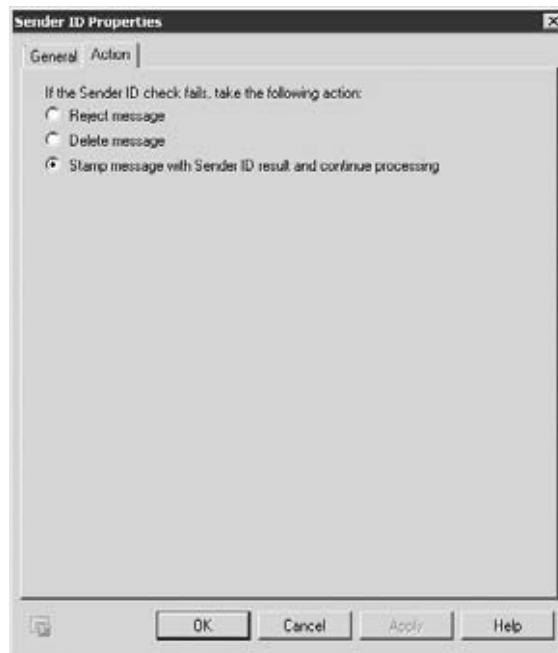 Sender ID Properties
General Action
If the Sender ID check fails, take the following action:
Reject message
Delete message
Stamp message with Sender ID result and continue processing
OK Cancel Apply Help